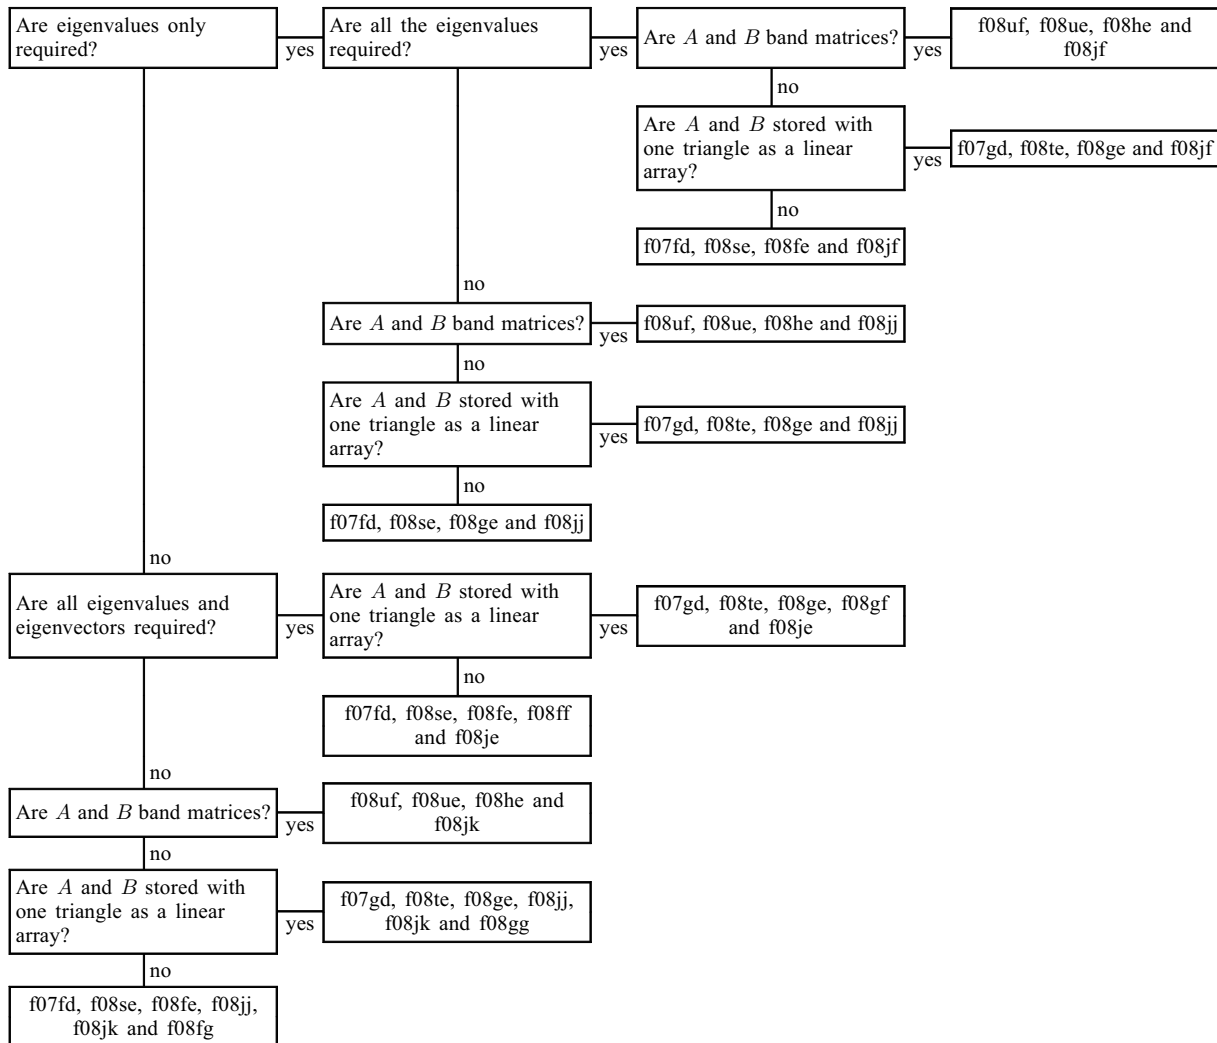 Are eigenvalues only
required?
yes
Are all the eigenvalues
required?
yes
Are A and B band matrices?
yes
f08uf, f08ue, f08he and
f08jf
no
Are A and B stored with
one triangle as a linear
array?
yes
f07gd, f08te, f08ge and f08jf
no
f07fd, f08se, f08fe and f08jf
no
Are A and B band matrices?
yes
f08uf, f08ue, f08he and f08jj
no
Are A and B stored with
one triangle as a linear
array?
yes
f07gd, f08te, f08ge and f08jj
no
f07fd, f08se, f08ge and f08jj
no
Are all eigenvalues and
eigenvectors required?
yes
Are A and B stored with
one triangle as a linear
array?
yes
f07gd, f08te, f08ge, f08gf
and f08je
no
f07fd, f08se, f08fe, f08ff
and f08je
no
Are A and B band matrices?
yes
f08uf, f08ue, f08he and
f08jk
no
Are A and B stored with
one triangle as a linear
array?
yes
f07gd, f08te, f08ge, f08jj,
f08jk and f08gg
no
f07fd, f08se, f08fe, f08jj,
f08jk and f08fg